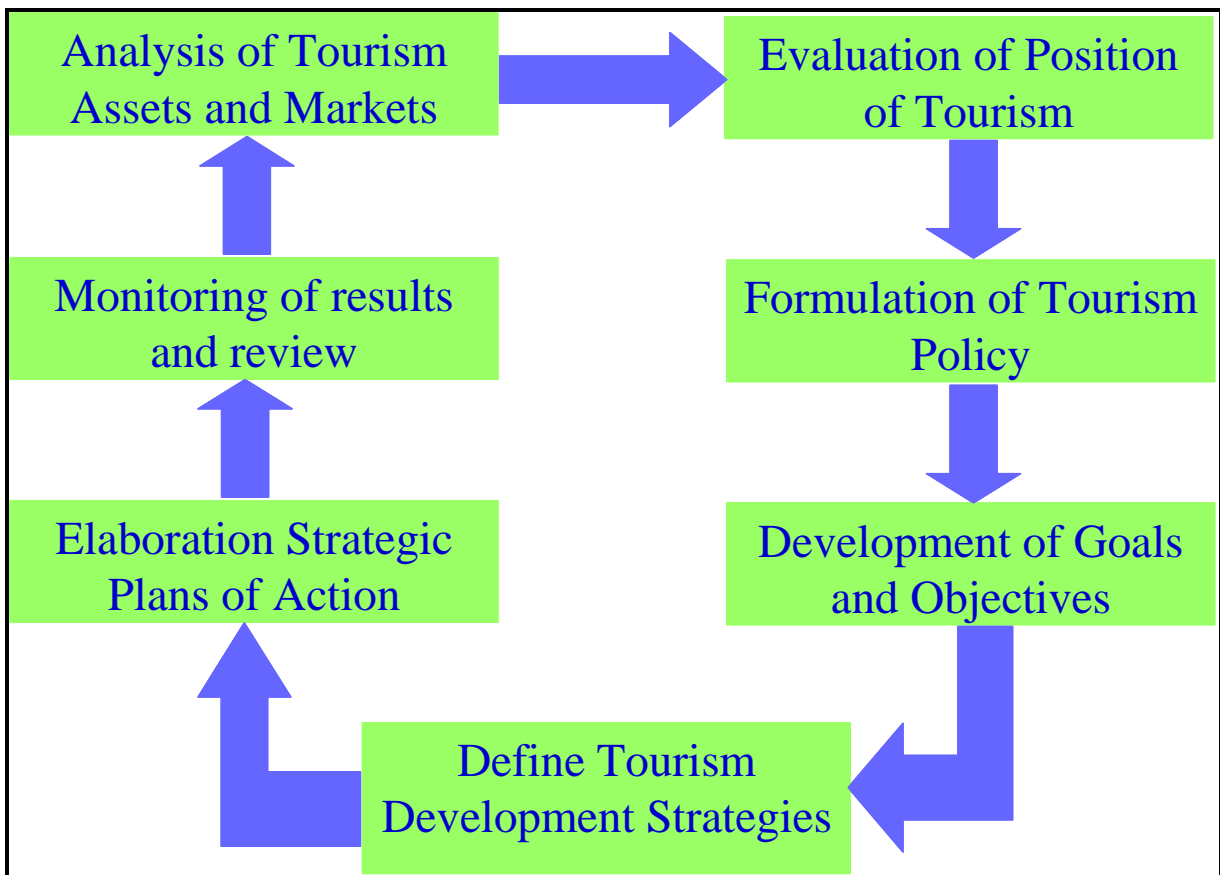 Analysis of Tourism
Assets and Markets
Evaluation of Position
of Tourism
Formulation of Tourism
Policy
Development of Goals
and Objectives
Define Tourism
Development Strategies
Elaboration Strategic
Plans of Action
Monitoring of results
and review